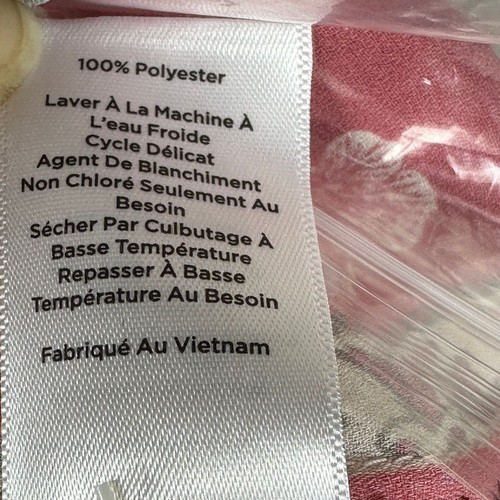 100% Polyester
Laver À La Machine À
L'eau Froide
Cycle Délicat
Agent De Blanchiment
Non Chloré Seulement Au
Besoin
Sécher Par Culbutage À
Basse Température
Repasser À Basse
Température Au Besoin
Fabriqué Au Vietnam